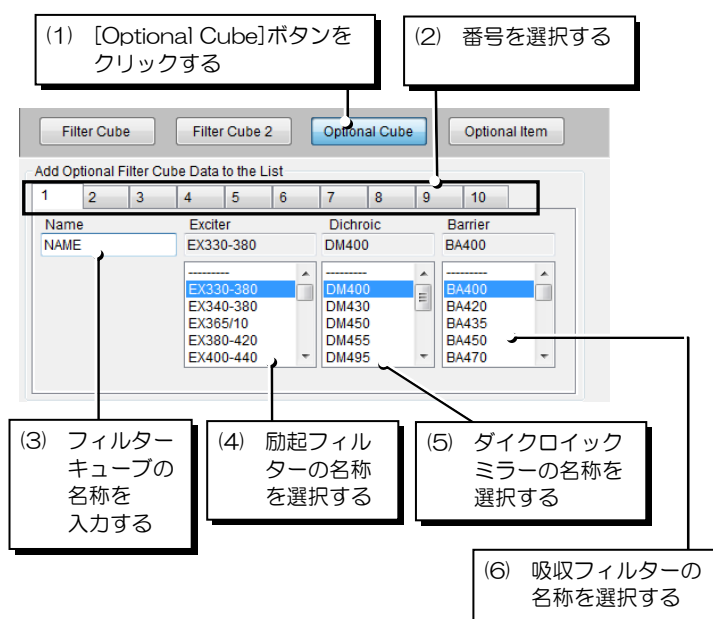 (1) [Optional Cube]ボタンを
クリックする
(2) 番号を選択する
Filter Cube
Filter Cube 2
Optional Cube
Optional Item
Add Optional Filter Cube Data to the List
1 2 3 4 5 6 7 8 9 10
Name Exciter Dichroic Barrier
NAME EX330-380 DM400 BA400
--------- --------- ---------
EX330-380 DM400 BA400
EX340-380 DM430 BA420
EX365/10 DM450 BA435
EX380-420 DM455 BA450
EX400-440 DM495 BA470
(3) フィルター
キューブの
名称を
入力する
(4) 励起フィル
ターの名称
を選択する
(5) ダイクロイック
ミラーの名称を
選択する
(6) 吸収フィルターの
名称を選択する